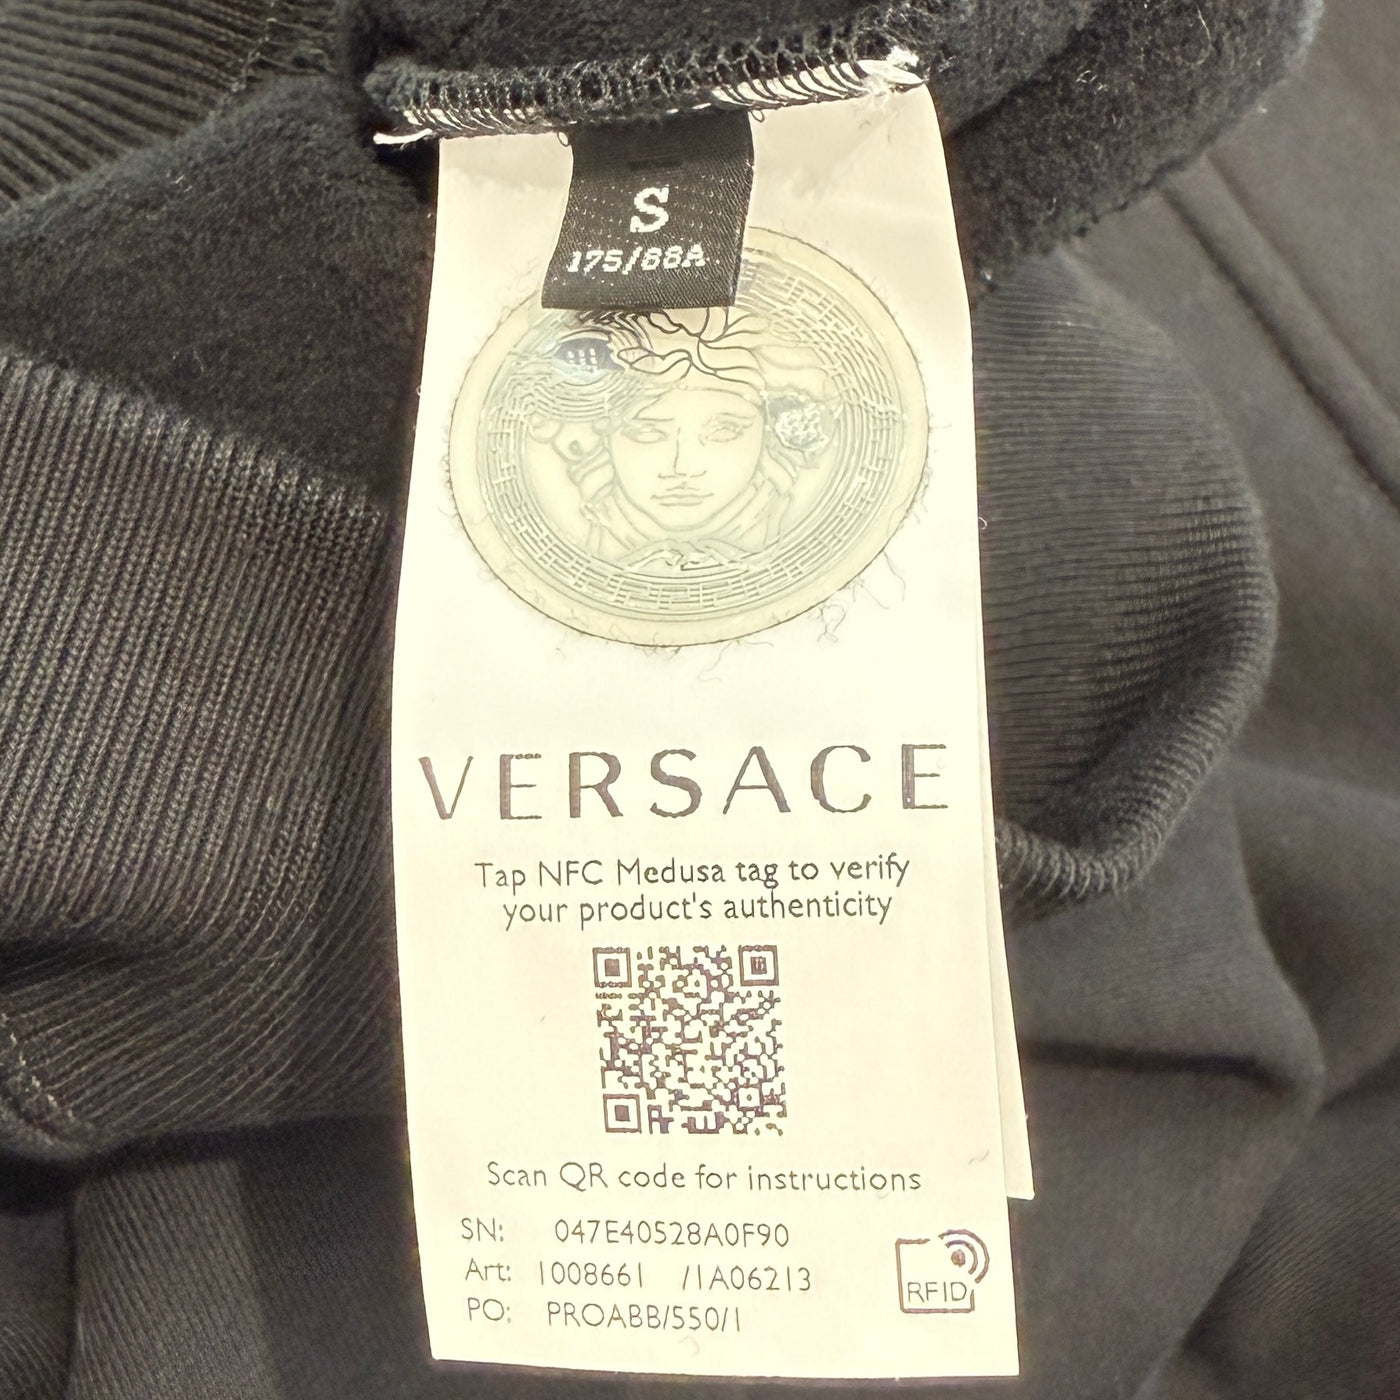 S
175/88A
VERSACE
Tap NFC Medusa tag to verify
your product's authenticity
Scan QR code for instructions
SN: 047E40528A0F90
Art: 1008661 /1A06213
PO: PROABB/550/1
RFID